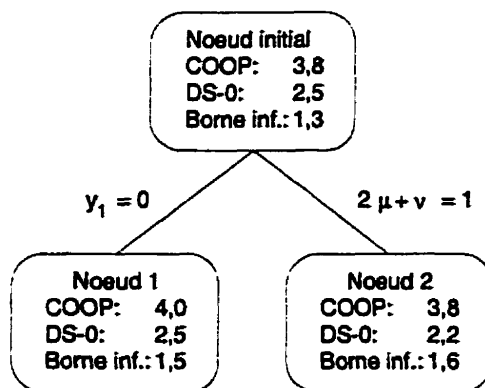 Noeud initial
COOP: 3,8
DS-0: 2,5
Borne inf.: 1,3
y₁ = 0
2 μ + ν = 1
Noeud 1
COOP: 4,0
DS-0: 2,5
Borne inf.: 1,5
Noeud 2
COOP: 3,8
DS-0: 2,2
Borne inf.: 1,6